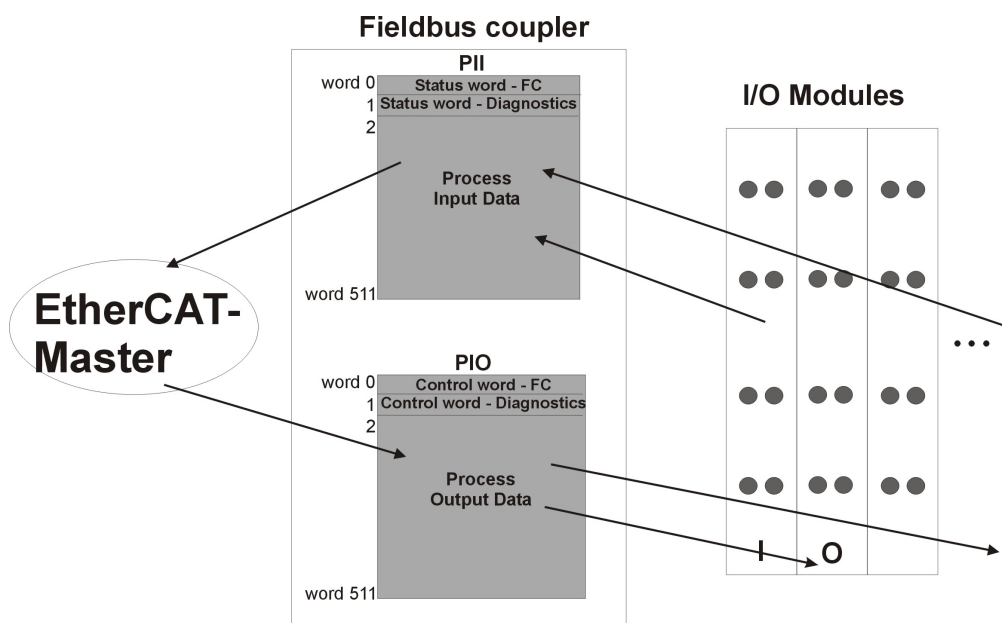 Fieldbus coupler
PII
word 0
Status word - FC
1
Status word - Diagnostics
2
Process
Input Data
word 511
I/O Modules
EtherCAT-
Master
...
PIO
word 0
Control word - FC
1
Control word - Diagnostics
2
Process
Output Data
word 511
I
O